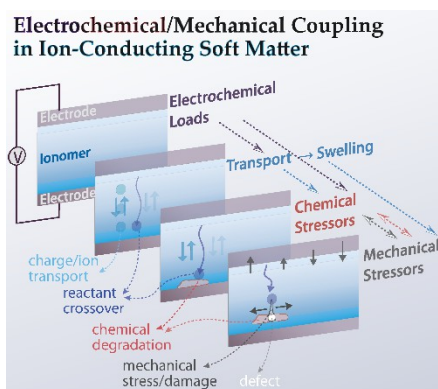 Electrochemical/Mechanical Coupling
in Ion-Conducting Soft Matter
Electrode
Electrochemical
Loads
V
Ionomer
Transport → Swelling
Electrode
Chemical
Stressors
Mechanical
Stressors
charge/ion
transport
reactant
crossover
chemical
degradation
mechanical
stress/damage
defect